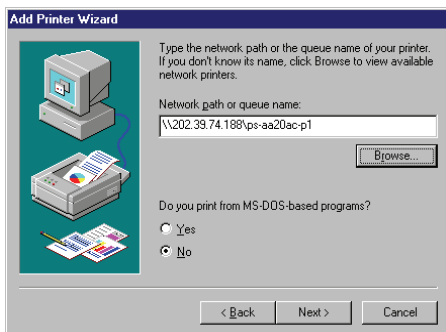 Add Printer Wizard
Type the network path or the queue name of your printer.
If you don't know its name, click Browse to view available
network printers.
Network path or queue name:
\\202.39.74.188\ps-aa20ac-p1
Browse...
Do you print from MS-DOS-based programs?
Yes
No
< Back
Next >
Cancel